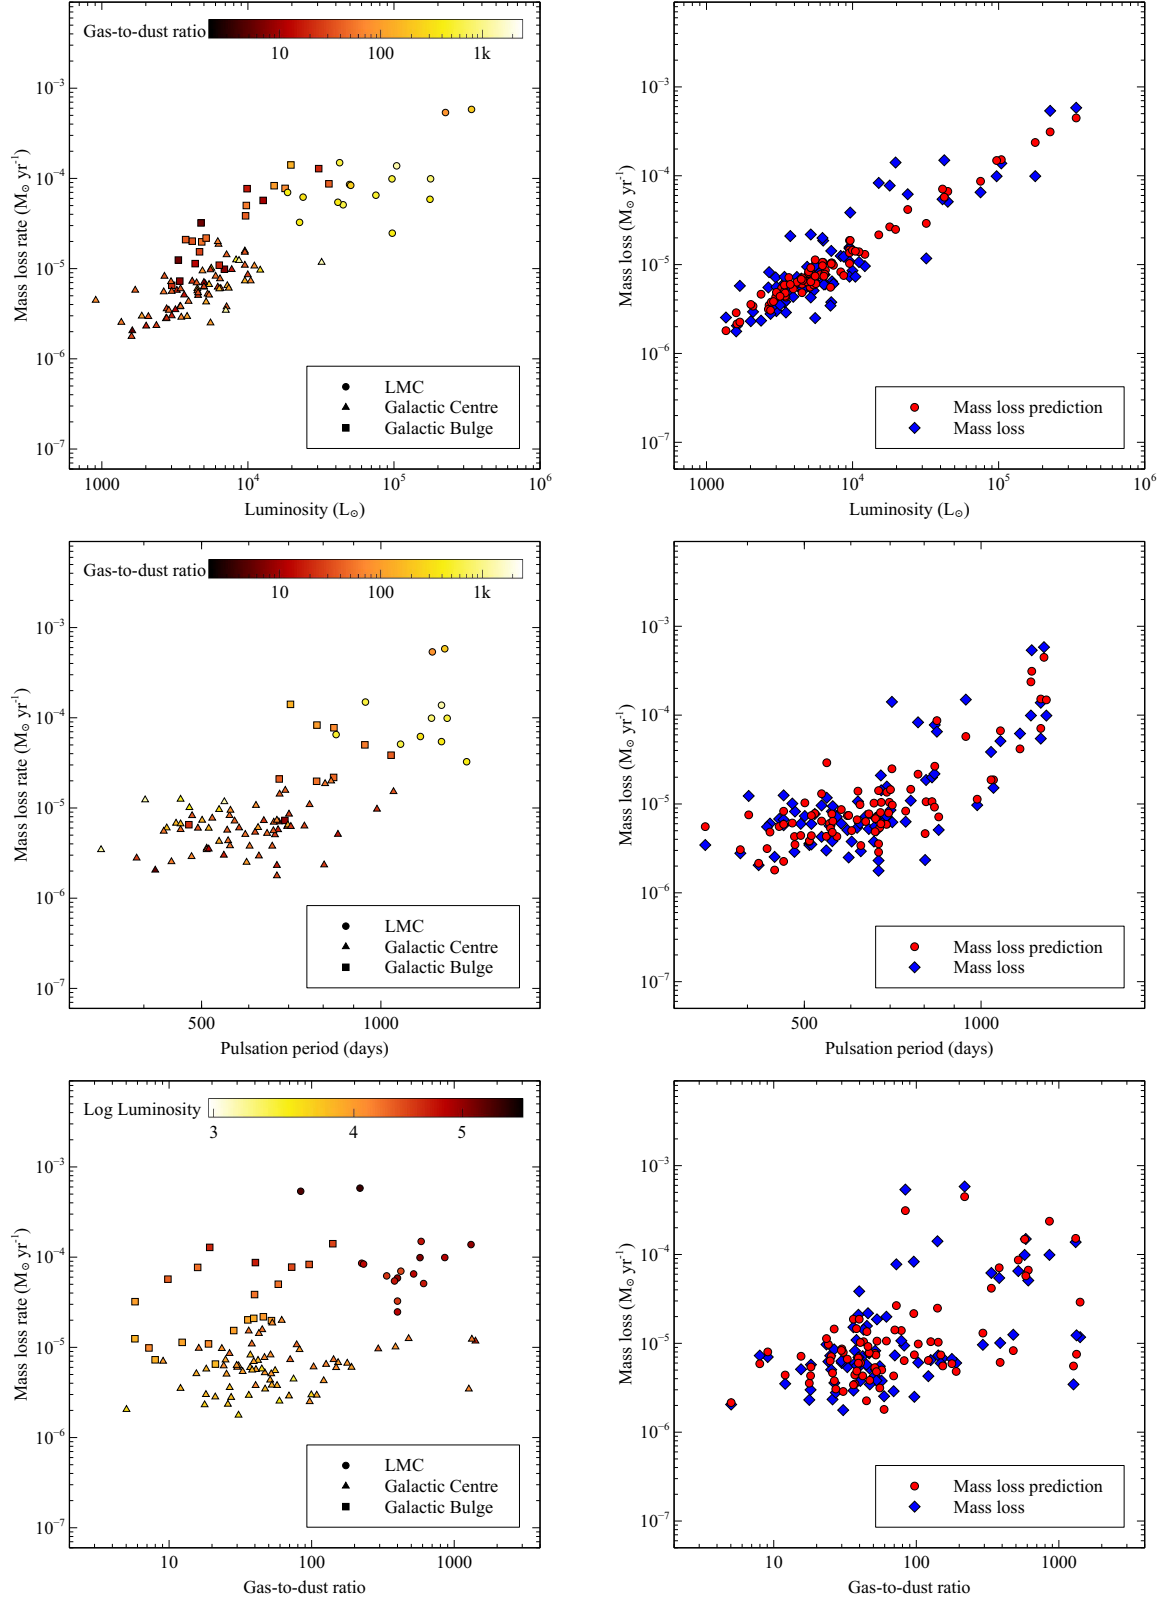 Gas-to-dust ratio
10 100 1k
10⁻³
10⁻⁴
10⁻⁵
10⁻⁶
10⁻⁷
Mass loss rate (M☉ yr⁻¹)
LMC
Galactic Centre
Galactic Bulge
1000 10⁴ 10⁵ 10⁶
Luminosity (L☉)
10⁻³
10⁻⁴
10⁻⁵
10⁻⁶
10⁻⁷
Mass loss (M☉ yr⁻¹)
Mass loss prediction
Mass loss
1000 10⁴ 10⁵ 10⁶
Luminosity (L☉)
Gas-to-dust ratio
10 100 1k
10⁻³
10⁻⁴
10⁻⁵
10⁻⁶
10⁻⁷
Mass loss rate (M☉ yr⁻¹)
LMC
Galactic Centre
Galactic Bulge
500 1000
Pulsation period (days)
10⁻³
10⁻⁴
10⁻⁵
10⁻⁶
10⁻⁷
Mass loss (M☉ yr⁻¹)
Mass loss prediction
Mass loss
500 1000
Pulsation period (days)
Log Luminosity
3 4 5
10⁻³
10⁻⁴
10⁻⁵
10⁻⁶
10⁻⁷
Mass loss rate (M☉ yr⁻¹)
LMC
Galactic Centre
Galactic Bulge
10 100 1000
Gas-to-dust ratio
10⁻³
10⁻⁴
10⁻⁵
10⁻⁶
10⁻⁷
Mass loss (M☉ yr⁻¹)
Mass loss prediction
Mass loss
10 100 1000
Gas-to-dust ratio